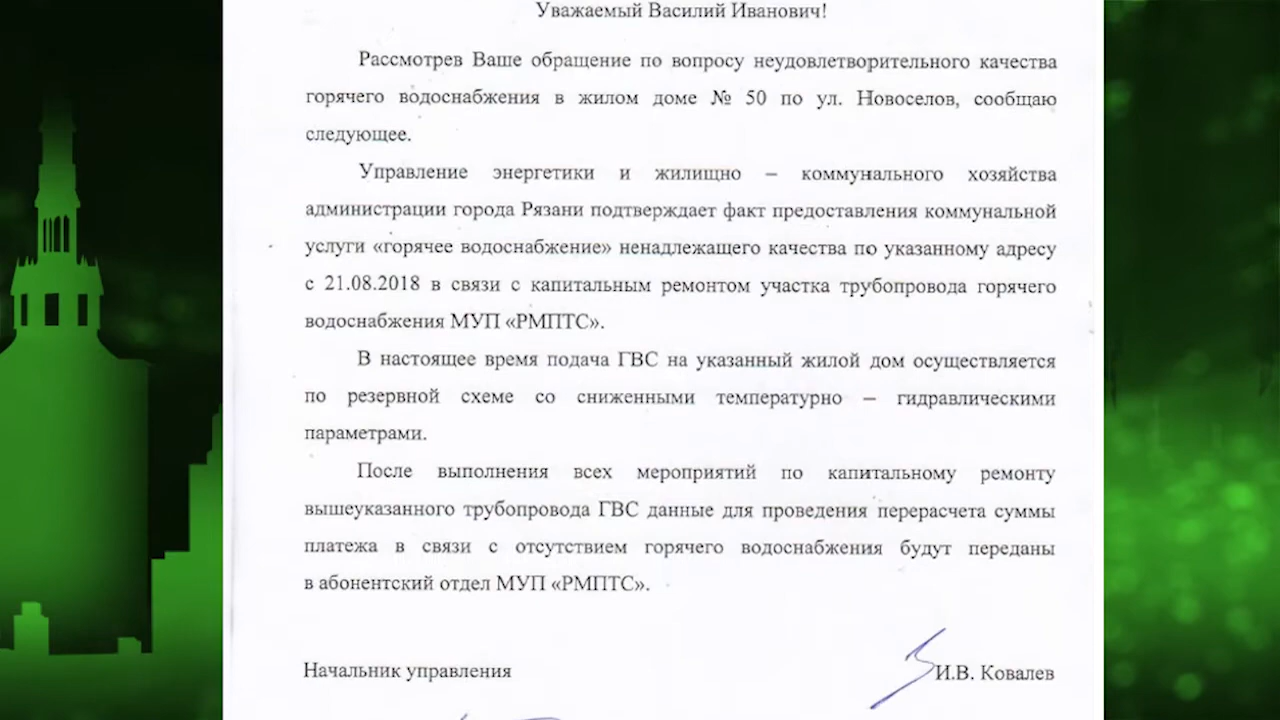 Уважаемый Василий Иванович!
Рассмотрев Ваше обращение по вопросу неудовлетворительного качества
горячего водоснабжения в жилом доме № 50 по ул. Новоселов, сообщаю
следующее.
Управление энергетики и жилищно – коммунального хозяйства
администрации города Рязани подтверждает факт предоставления коммунальной
услуги «горячее водоснабжение» ненадлежащего качества по указанному адресу
с 21.08.2018 в связи с капитальным ремонтом участка трубопровода горячего
водоснабжения МУП «РМПТС».
В настоящее время подача ГВС на указанный жилой дом осуществляется
по резервной схеме со сниженными температурно – гидравлическими
параметрами.
После выполнения всех мероприятий по капитальному ремонту
вышеуказанного трубопровода ГВС данные для проведения перерасчета суммы
платежа в связи с отсутствием горячего водоснабжения будут переданы
в абонентский отдел МУП «РМПТС».
Начальник управления И.В. Ковалев